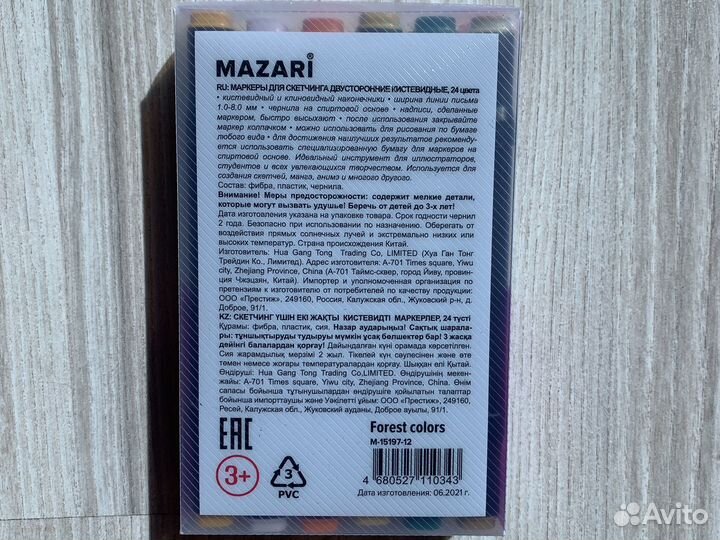 MAZARI®
RU: МАРКЕРЫ ДЛЯ СКЕТЧИНГА ДВУСТОРОННИЕ КИСТЕВИДНЫЕ, 24 цвета
• кистевидный и клиновидный наконечники • ширина линии письма
1.0-8.0 мм • чернила на спиртовой основе • надписи, сделанные
маркером, быстро высыхают • после использования закрывайте
маркер колпачком • можно использовать для рисования по бумаге
любого вида • для достижения наилучших результатов рекоменду-
ется использовать специализированную бумагу для маркеров на
спиртовой основе. Идеальный инструмент для иллюстраторов,
студентов и всех увлекающихся творчеством. Используется для
создания скетчей, манга, анимэ и многого другого.
Состав: фибра, пластик, чернила.
Внимание! Меры предосторожности: содержит мелкие детали,
которые могут вызвать удушье! Беречь от детей до 3-х лет!
Дата изготовления указана на упаковке товара. Срок годности чернил
2 года. Безопасно при использовании по назначению. Оберегать от
воздействия прямых солнечных лучей и экстремально низких или
высоких температур. Страна происхождения Китай.
Изготовитель: Hua Gang Tong Trading Co., LIMITED (Хуа Ган Тонг
Трейдин Ко., Лимитед). Адрес изготовителя: A-701 Times square, Yiwu
city, Zhejiang Province, China (А-701 Таймс-сквер, город Йиву, провин-
ция Чжэцзян, Китай). Импортер и уполномоченная организация по
претензиям к изготовителю от потребителей по качеству продукции:
ООО «Престиж», 249160, Россия, Калужская обл., Жуковский р-н, д.
Доброе, 91/1.
KZ: СКЕТЧИНГ ҮШІН ЕКІ ЖАҚТЫ КИСТЕВИДТІ МАРКЕРЛЕР, 24 түсті
Құрамы: фибра, пластик, сия. Назар аударыңыз! Сақтық шарала-
ры: тұншықтыруды тудыруы мүмкін ұсақ бөлшектер бар! 3 жасқа
дейінгі балалардан қорғау! Дайындалған күні орамада көрсетілген.
Сия жарамдылық мерзімі 2 жыл. Тікелей күн сәулесінен және өте
төмен немесе жоғары температуралардан қорғаңыз. Шыққан елі Қытай.
Өндіруші: Hua Gang Tong Trading Co.,LIMITED. Өндірушінің мекен-
жайы: A-701 Times square, Yiwu city, Zhejiang Province, China. Өнім
сапасы бойынша тұтынушылардан өндірушіге қойылатын талаптар
бойынша импорттаушы және Уәкілетті ұйым: ООО «Престиж», 249160,
Ресей, Калужская обл., Жуковский ауданы, Доброе ауылы, 91/1.
EAC
3+
3
PVC
Forest colors
M-15197-12
4 680527 110343
Дата изготовления: 06.2021 г.
Avito